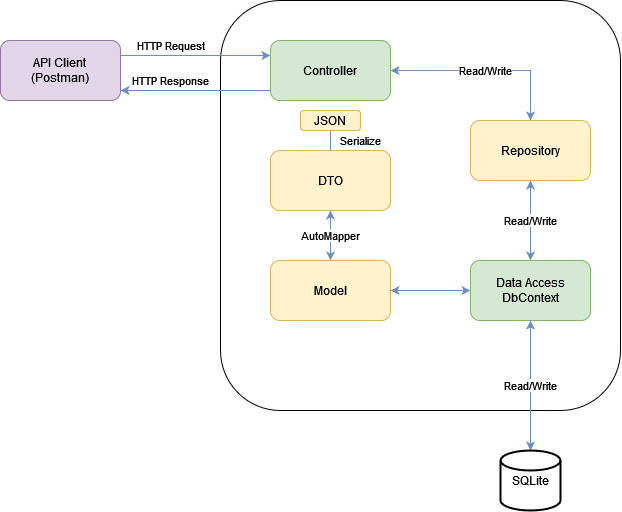 HTTP Request
API Client
(Postman)
HTTP Response
Controller
Read/Write
JSON
Serialize
Repository
DTO
Read/Write
AutoMapper
Model
Data Access
DbContext
Read/Write
SQLite